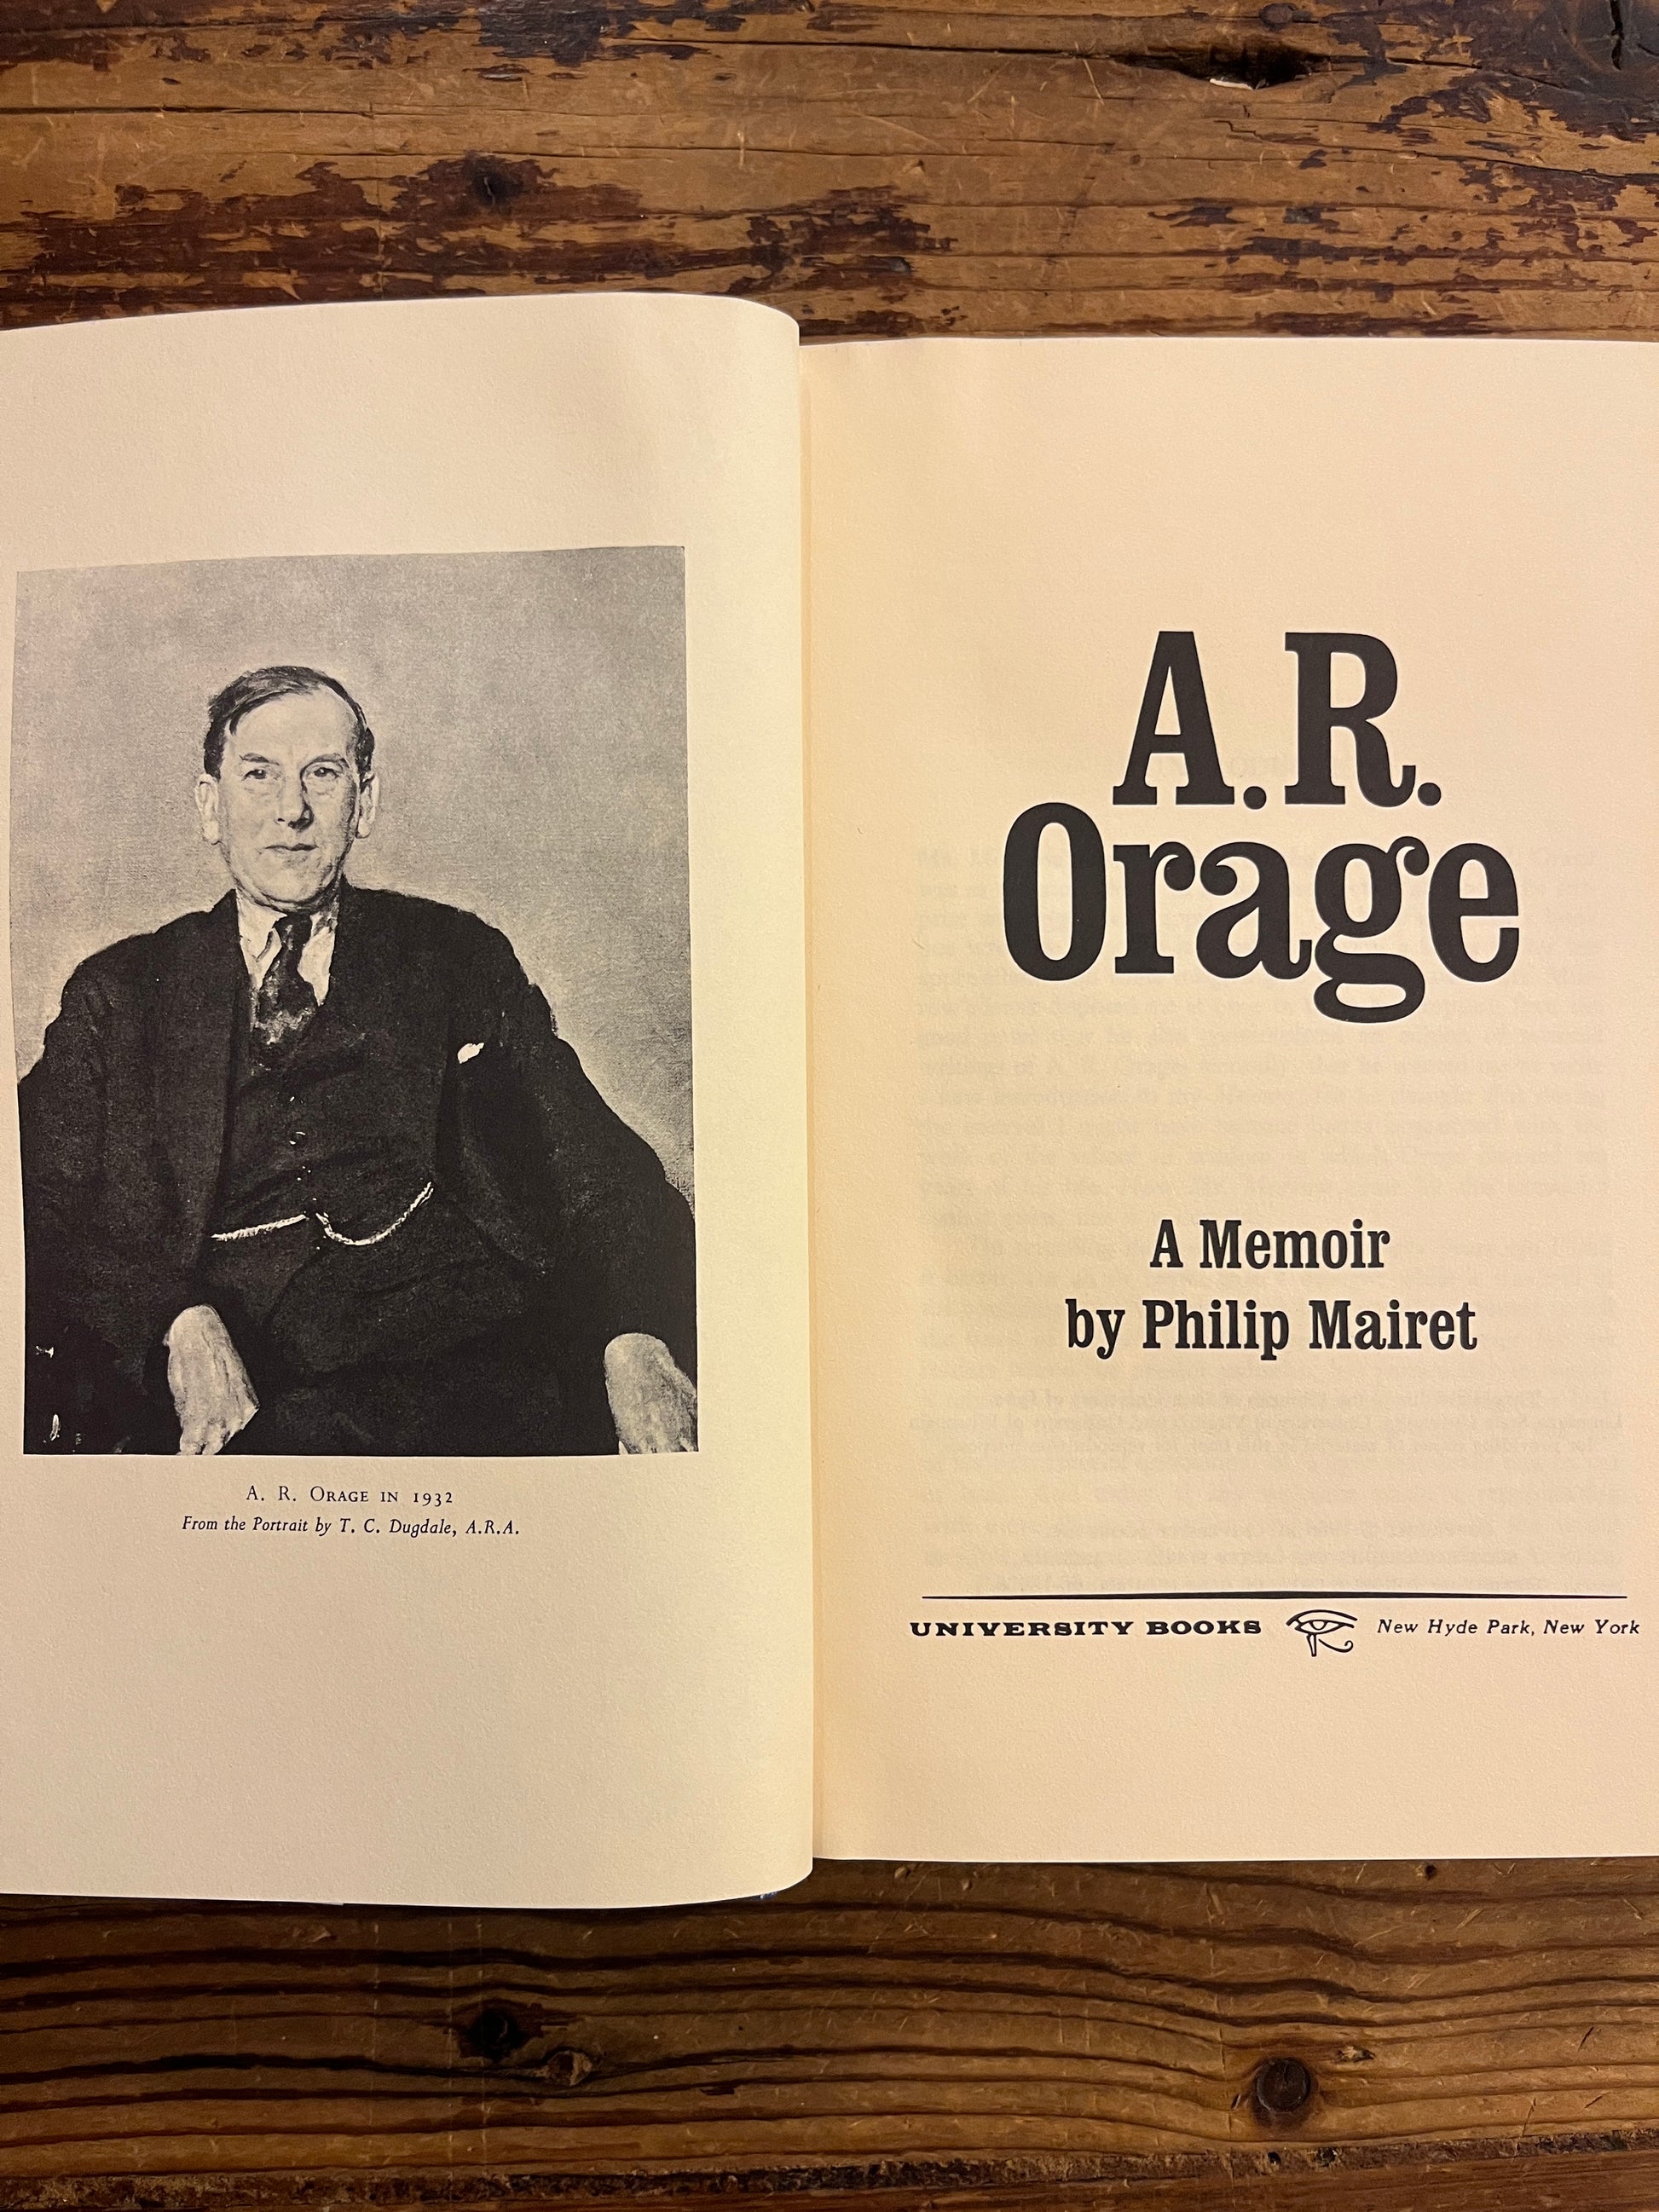 A. R. ORAGE IN 1932
From the Portrait by T. C. Dugdale, A.R.A.
A.R.
Orage
A Memoir
by Philip Mairet
UNIVERSITY BOOKS New Hyde Park, New York